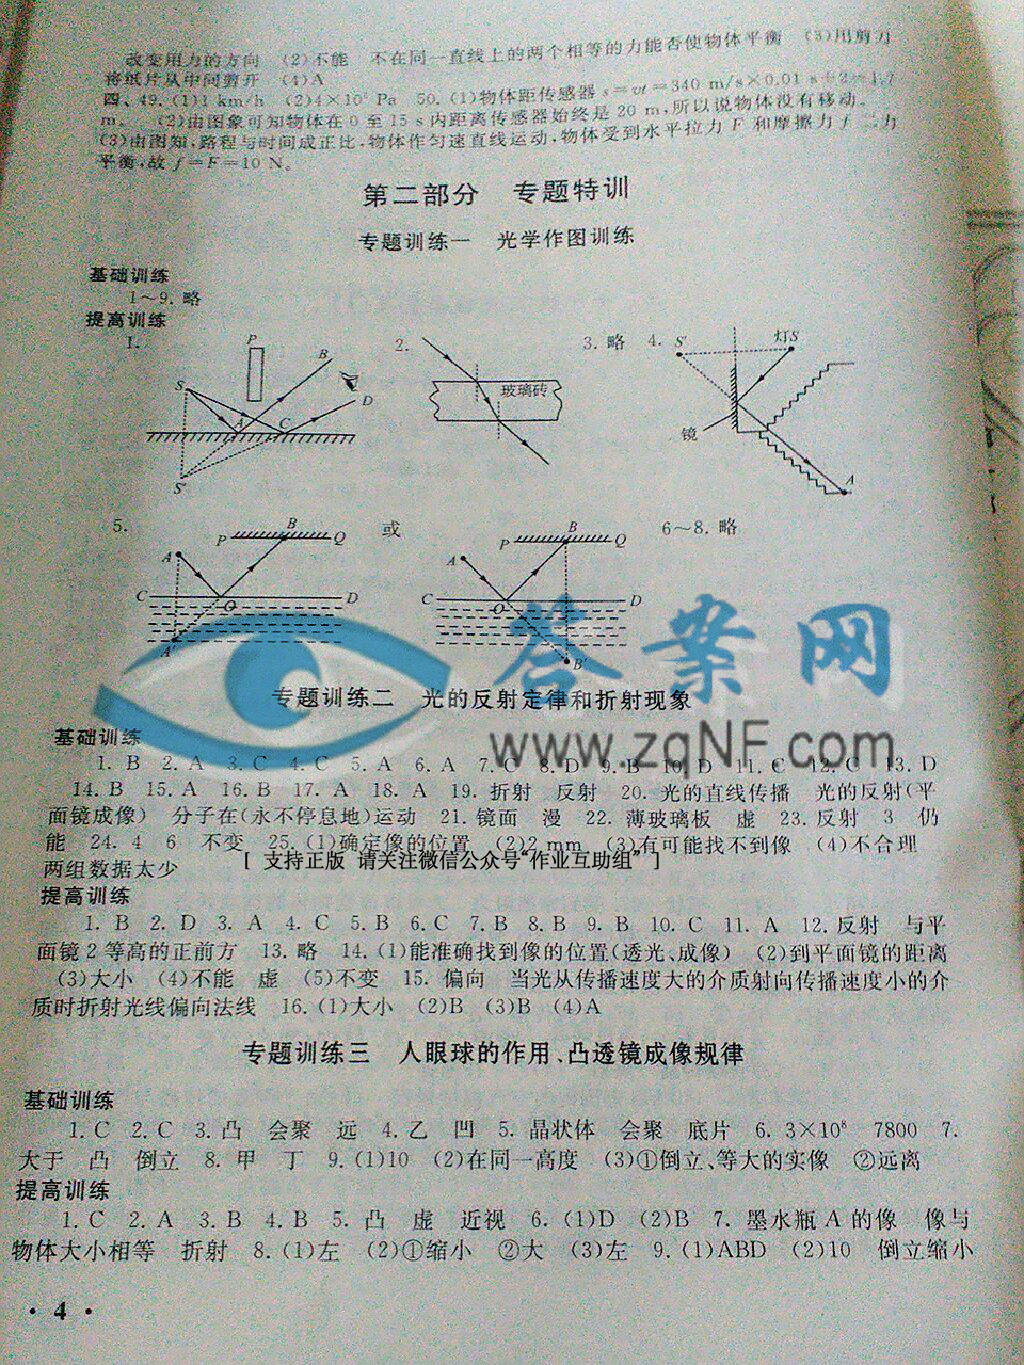 改变用力的方向 (2)不能 不在同一直线上的两个相等的力能否使物体平衡 (3)用剪刀
将纸片从中间剪开 (4)A
四、49.(1)1 km/h (2)4×10⁵ Pa 50.(1)物体距传感器 s=vt=340 m/s×0.01 s÷2=1.7
m。 (2)由图象可知物体在0至15 s内距离传感器始终是20 m,所以说物体没有移动。
(3)由图知,路程与时间成正比,物体作匀速直线运动,物体受到水平拉力F和摩擦力f二力
平衡,故f=F=10 N。
第二部分 专题特训
专题训练一 光学作图训练
基础训练
1~9. 略
提高训练
1. P B S A C D S′
2. 玻璃砖
3. 略
4. S′ 灯S 镜 A
5. P B Q A C O D A′
或 P B Q A C O D B′
6~8. 略
答案网
www.zqNF.com
专题训练二 光的反射定律和折射现象
基础训练
1. B 2. A 3. C 4. C 5. A 6. A 7. C 8. D 9. B 10. D 11. C 12. C 13. D
14. B 15. A 16. B 17. A 18. A 19. 折射 反射 20. 光的直线传播 光的反射(平
面镜成像) 分子在(永不停息地)运动 21. 镜面 漫 22. 薄玻璃板 虚 23. 反射 3 仍
能 24. 4 6 不变 25. (1)确定像的位置 (2)2 mm (3)有可能找不到像 (4)不合理
[ 支持正版 请关注微信公众号“作业互助组” ]
两组数据太少
提高训练
1. B 2. D 3. A 4. C 5. B 6. C 7. B 8. B 9. B 10. C 11. A 12. 反射 与平
面镜2等高的正前方 13. 略 14. (1)能准确找到像的位置(透光、成像) (2)到平面镜的距离
(3)大小 (4)不能 虚 (5)不变 15. 偏向 当光从传播速度大的介质射向传播速度小的介
质时折射光线偏向法线 16. (1)大小 (2)B (3)B (4)A
专题训练三 人眼球的作用、凸透镜成像规律
基础训练
1. C 2. C 3. 凸 会聚 远 4. 乙 凹 5. 晶状体 会聚 底片 6. 3×10⁸ 7800 7.
大于 凸 倒立 8. 甲 丁 9. (1)10 (2)在同一高度 (3)①倒立、等大的实像 ②远离
提高训练
1. C 2. A 3. B 4. B 5. 凸 虚 近视 6. (1)D (2)B 7. 墨水瓶A的像 像与
物体大小相等 折射 8. (1)左 (2)①缩小 ②大 (3)左 9. (1)ABD (2)10 倒立缩小
· 4 ·